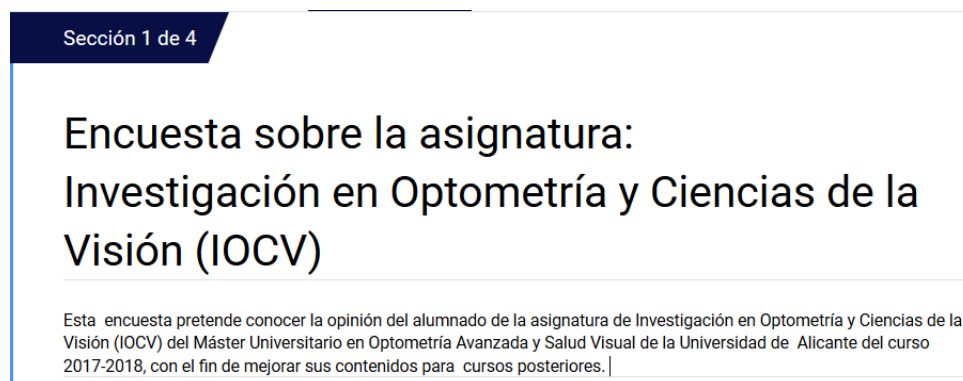 Sección 1 de 4
Encuesta sobre la asignatura:
Investigación en Optometría y Ciencias de la
Visión (IOCV)
Esta encuesta pretende conocer la opinión del alumnado de la asignatura de Investigación en Optometría y Ciencias de la
Visión (IOCV) del Máster Universitario en Optometría Avanzada y Salud Visual de la Universidad de Alicante del curso
2017-2018, con el fin de mejorar sus contenidos para cursos posteriores.